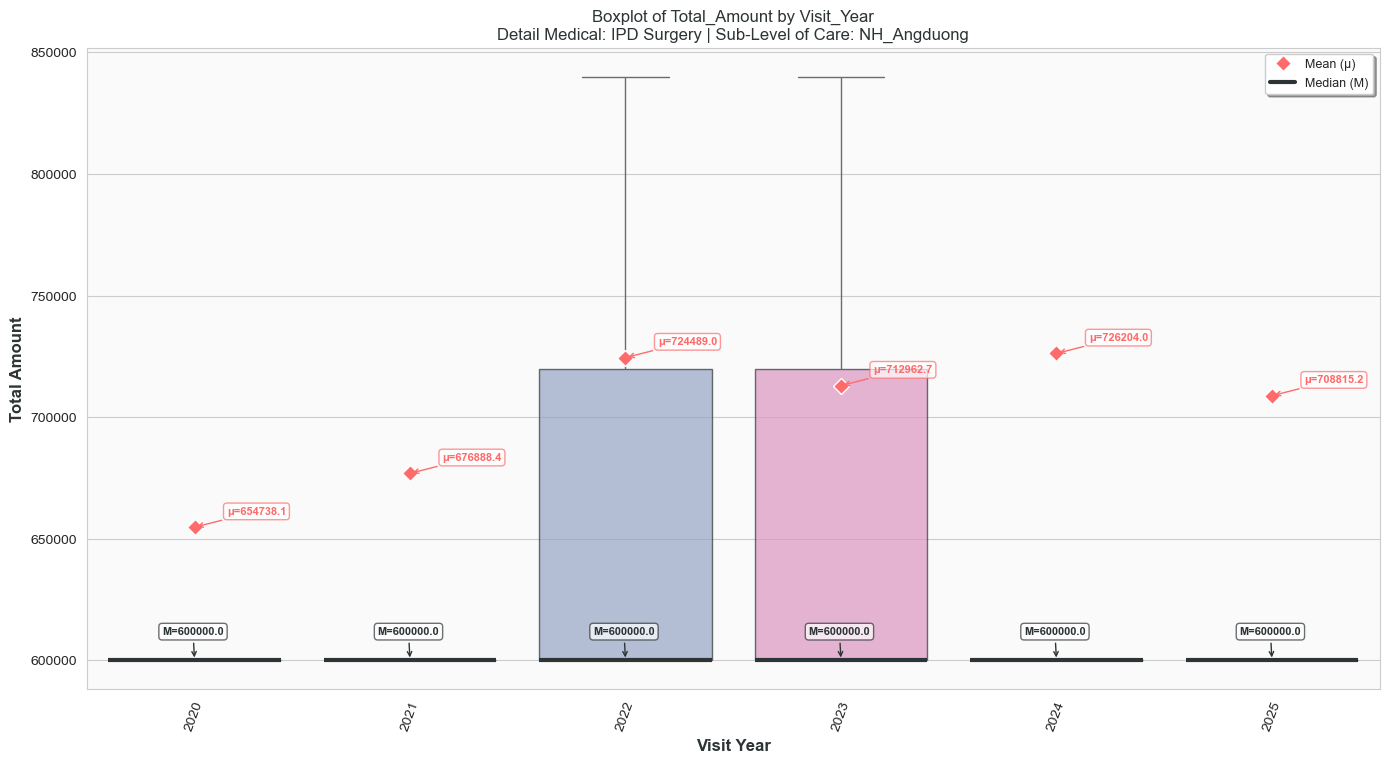 Boxplot of Total_Amount by Visit_Year
Detail Medical: IPD Surgery | Sub-Level of Care: NH_Angduong
Mean (μ)
Median (M)
Total Amount
850000
800000
750000
700000
650000
600000
μ=654738.1
μ=676888.4
μ=724489.0
μ=712962.7
μ=726204.0
μ=708815.2
M=600000.0
M=600000.0
M=600000.0
M=600000.0
M=600000.0
M=600000.0
2020
2021
2022
2023
2024
2025
Visit Year